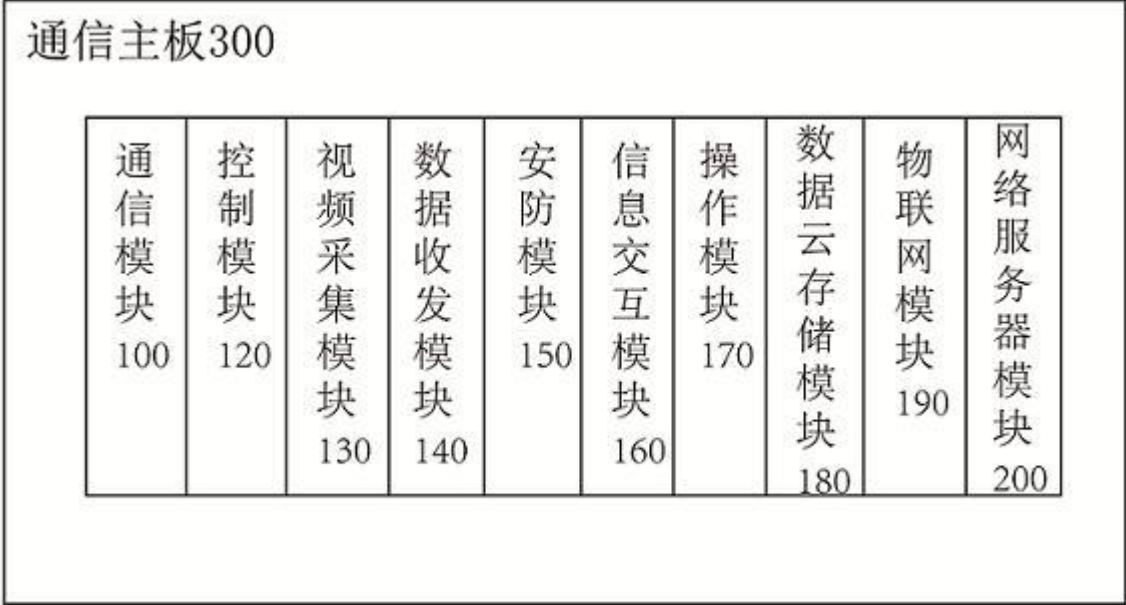 通信主板300
通信模块100
控制模块120
视频采集模块130
数据收发模块140
安防模块150
信息交互模块160
操作模块170
数据云存储模块180
物联网模块190
网络服务器模块200